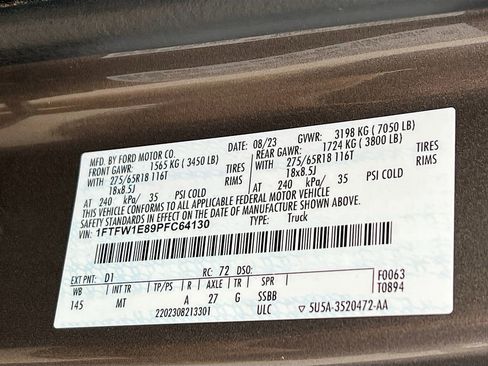 MFD. BY FORD MOTOR CO.
DATE: 08/23 GVWR: 3198 KG ( 7050 LB)
FRONT GAWR: 1565 KG ( 3450 LB) REAR GAWR: 1724 KG ( 3800 LB)
WITH 275/65R18 116T TIRES WITH 275/65R18 116T TIRES
18x8.5J RIMS 18x8.5J RIMS
AT 240 kPa/ 35 PSI COLD AT 240 kPa/ 35 PSI COLD
THIS VEHICLE CONFORMS TO ALL APPLICABLE FEDERAL MOTOR VEHICLE
SAFETY STANDARDS IN EFFECT ON THE DATE OF MANUFACTURE SHOWN ABOVE.
VIN: 1FTFW1E89PFC64130 TYPE: Truck
EXT PNT: D1 RC: 72 DSO: F0063
WB INT TR TP/PS R AXLE TR SPR T0894
145 MT A 27 G SSBB
2202308213301 ULC ▽ 5U5A-3520472-AA